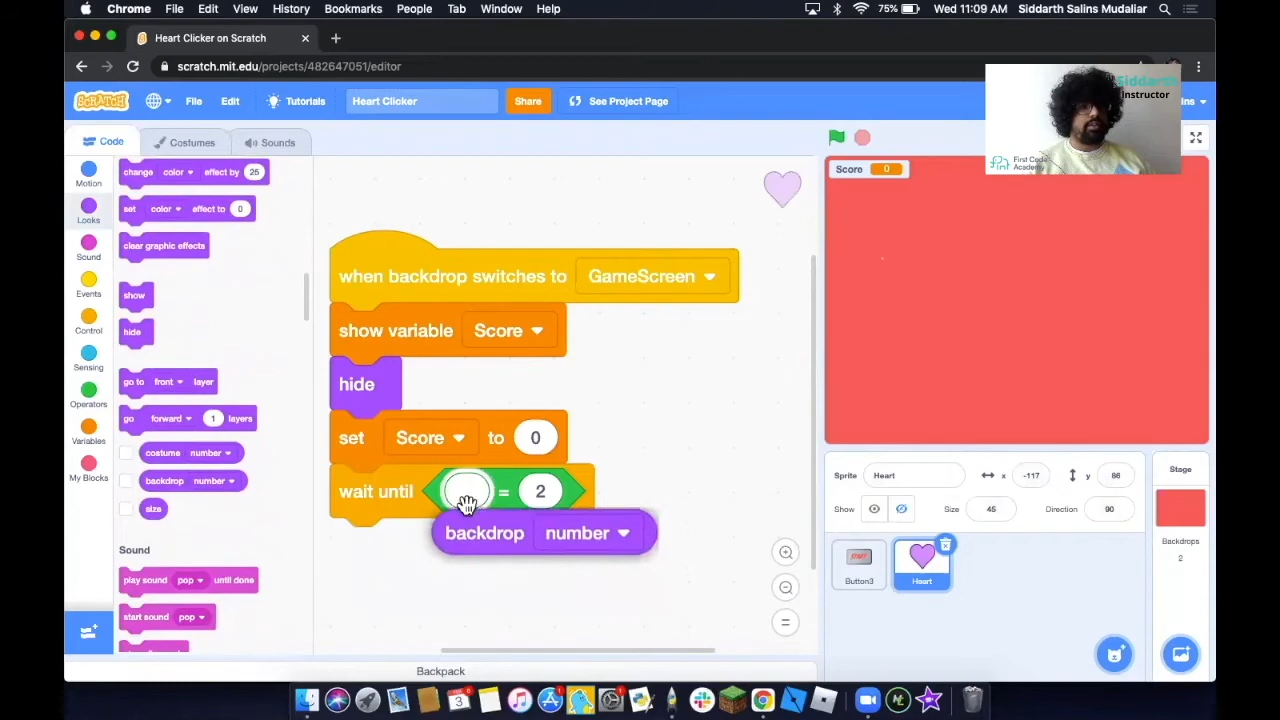 Chrome File Edit View History Bookmarks People Tab Window Help 75% Wed 11:09 AM Siddarth Salins Mudaliar
Heart Clicker on Scratch
scratch.mit.edu/projects/482647051/editor
SCRATCH File Edit Tutorials Heart Clicker Share See Project Page
Siddarth
instructor
First Code
Academy
Code Costumes Sounds
Motion
Looks
Sound
Events
Control
Sensing
Operators
Variables
My Blocks
change color effect by 25
set color effect to 0
clear graphic effects
show
hide
go to front layer
go forward 1 layers
costume number
backdrop number
size
Sound
play sound pop until done
start sound pop
when backdrop switches to GameScreen
show variable Score
hide
set Score to 0
wait until = 2
backdrop number
Score 0
Sprite Heart x -117 y 86
Show Size 45 Direction 90
Button3
Heart
Stage
Backdrops
2
Backpack